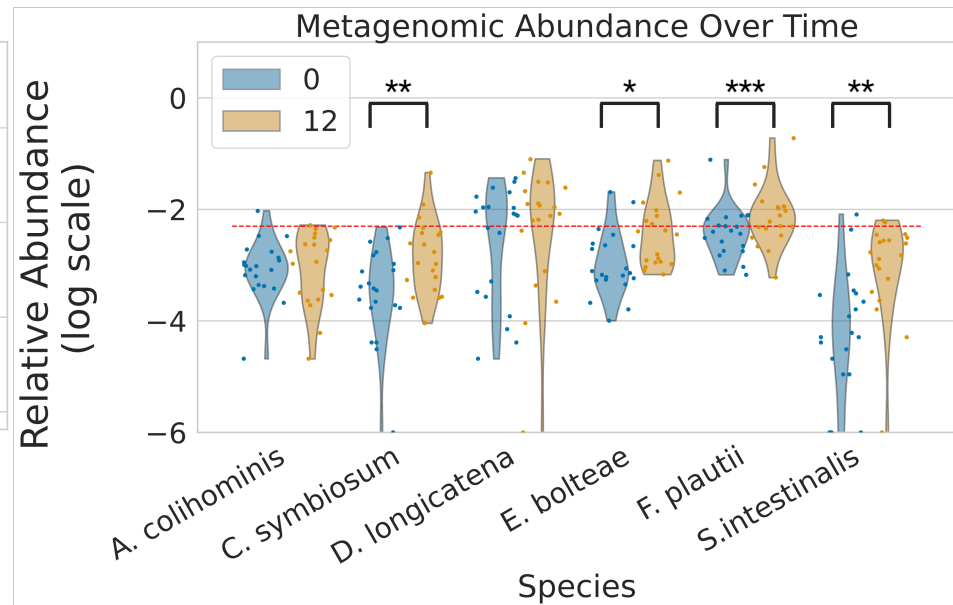 Metagenomic Abundance Over Time
Relative Abundance
(log scale)
0
12
** * *** **
0
−2
−4
−6
A. colihominis
C. symbiosum
D. longicatena
E. bolteae
F. plautii
S.intestinalis
Species